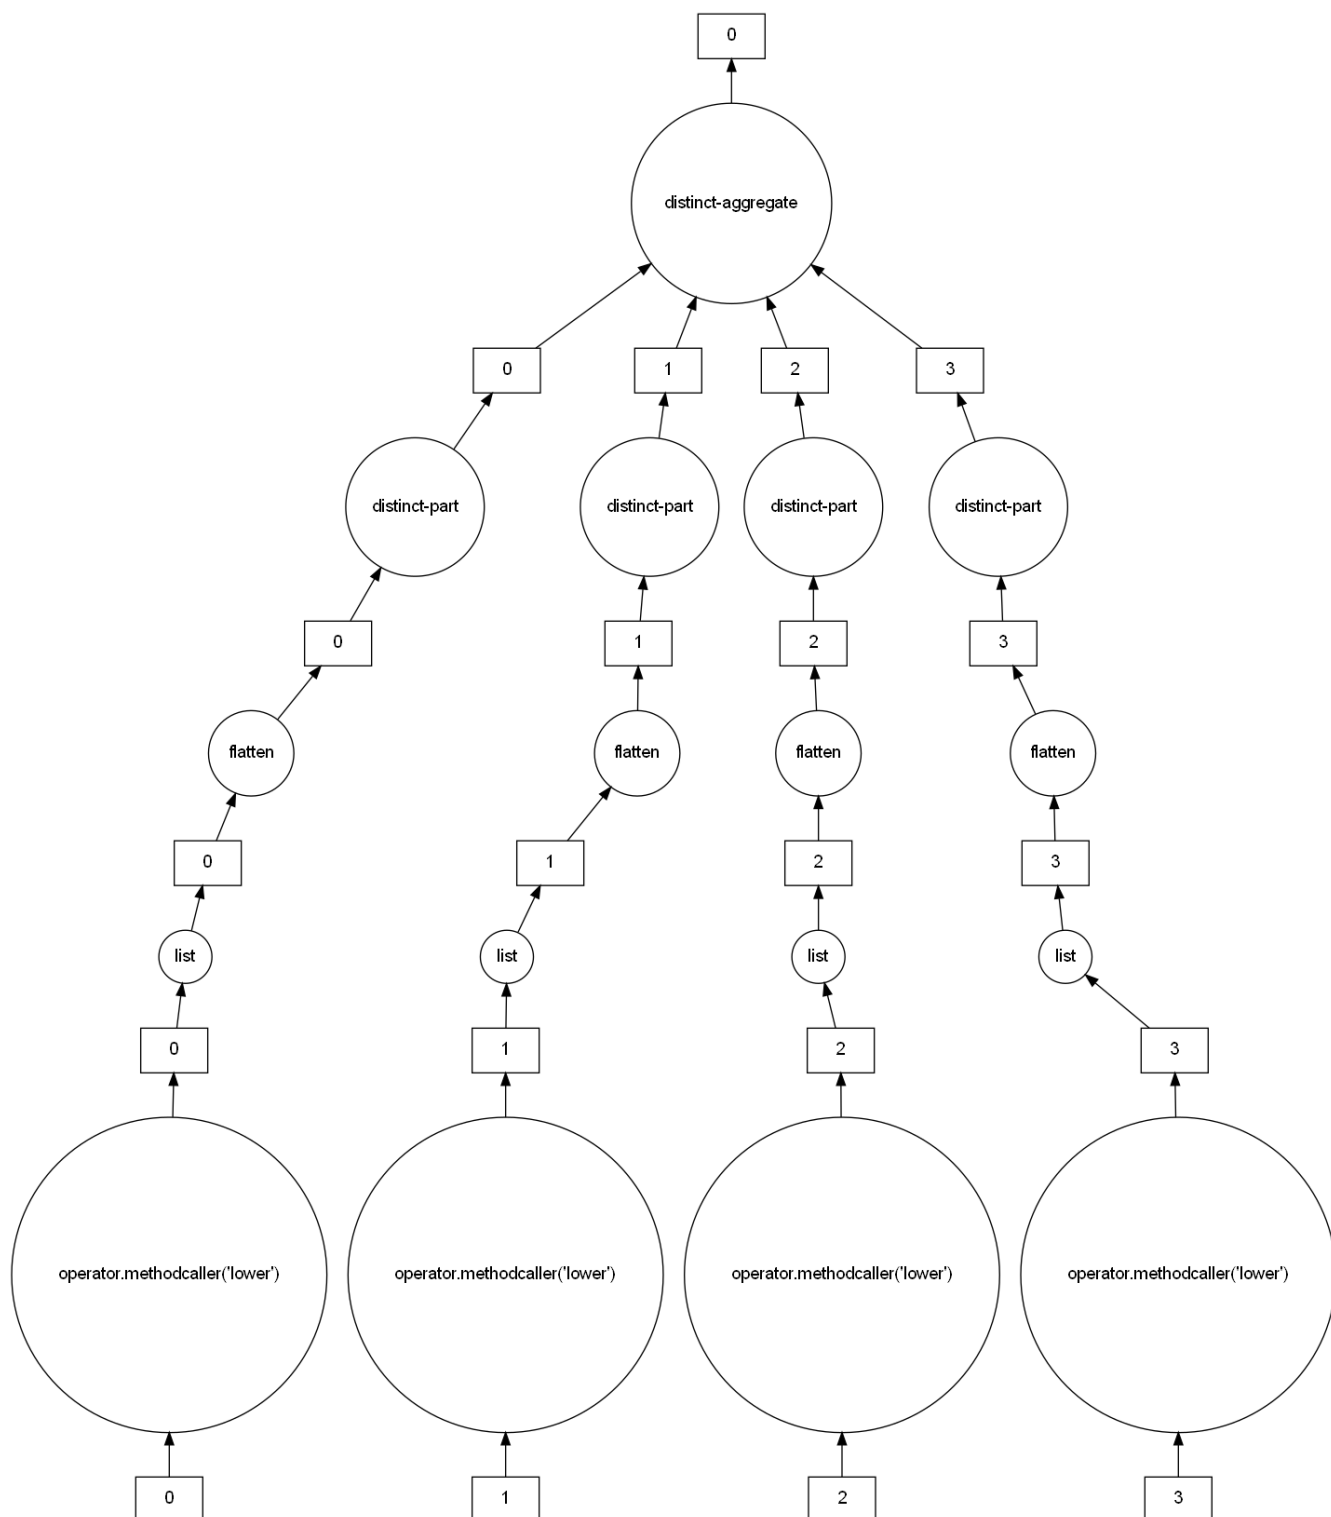 0
distinct-aggregate
0 1 2 3
distinct-part distinct-part distinct-part distinct-part
0 1 2 3
flatten flatten flatten flatten
0 1 2 3
list list list list
0 1 2 3
operator.methodcaller('lower') operator.methodcaller('lower') operator.methodcaller('lower') operator.methodcaller('lower')
0 1 2 3